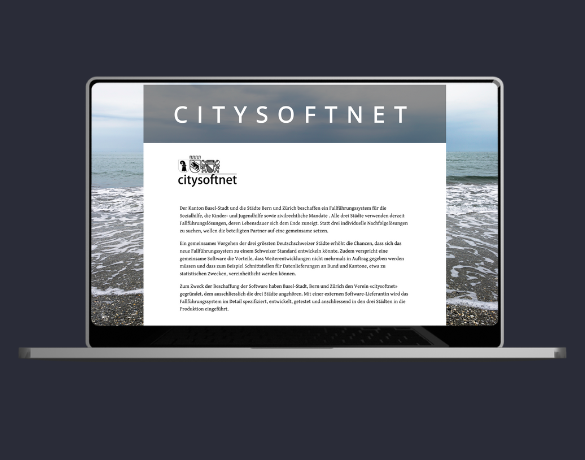 CITYSOFTNET
citysoftnet
Der Kanton Basel-Stadt und die Städte Bern und Zürich beschaffen ein Fallführungssystem für die
Sozialhilfe, die Kinder- und Jugendhilfe sowie zivilrechtliche Mandate . Alle drei Städte verwenden derzeit
Fallführungslösungen, deren Lebensdauer sich dem Ende zuneigt. Statt drei individuelle Nachfolgelösungen
zu suchen, wollen die beteiligten Partner auf eine gemeinsame setzen.
Ein gemeinsames Vorgehen der drei grössten Deutschschweizer Städte erhöht die Chancen, dass sich das
neue Fallführungssystem zu einem Schweizer Standard entwickeln könnte. Zudem verspricht eine
gemeinsame Software die Vorteile, dass Weiterentwicklungen nicht mehrmals in Auftrag gegeben werden
müssen und dass zum Beispiel Schnittstellen für Datenlieferungen an Bund und Kantone, etwa zu
statistischen Zwecken, vereinheitlicht werden können.
Zum Zweck der Beschaffung der Software haben Basel-Stadt, Bern und Zürich den Verein «citysoftnet»
gegründet, dem ausschliesslich die drei Städte angehören. Mit einer externen Software-Lieferantin wird das
Fallführungssystem im Detail spezifiziert, entwickelt, getestet und anschliessend in den drei Städten in die
Produktion eingeführt.